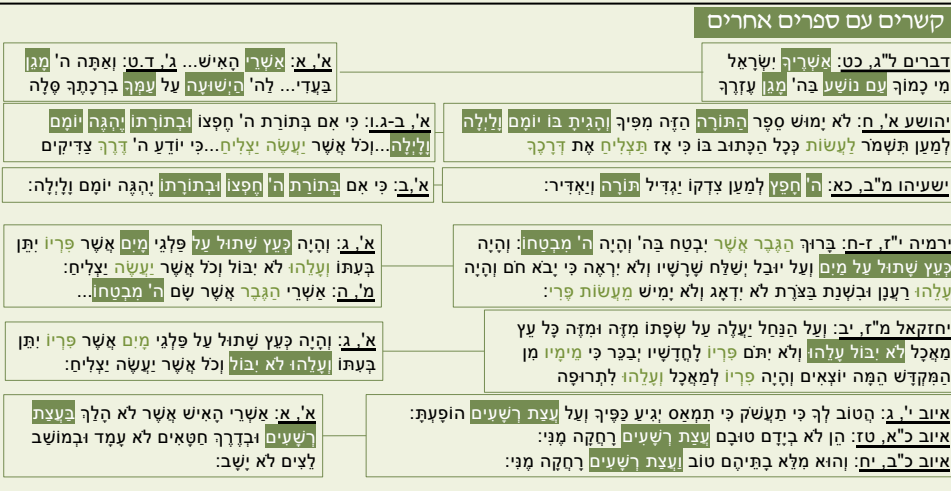 קשרים עם ספרים אחרים
דברים ל"ג, כט: אַשְׁרֶיךָ יִשְׂרָאֵל
מִי כָמוֹךָ עַם נוֹשַׁע בַּה' מָגֵן עֶזְרֶךָ
א', א: אַשְׁרֵי הָאִישׁ... ג', ד.ט: וְאַתָּה ה' מָגֵן
בַּעֲדִי... לַה' הַיְשׁוּעָה עַל עַמְּךָ בִרְכָתֶךָ סֶּלָה
יהושע א', ח: לֹא יָמוּשׁ סֵפֶר הַתּוֹרָה הַזֶּה מִפִּיךָ וְהָגִיתָ בּוֹ יוֹמָם וָלַיְלָה
לְמַעַן תִּשְׁמֹר לַעֲשׂוֹת כְּכָל הַכָּתוּב בּוֹ כִּי אָז תַּצְלִיחַ אֶת דְּרָכֶךָ
א', ב-ג.ו: כִּי אִם בְּתוֹרַת ה' חֶפְצוֹ וּבְתוֹרָתוֹ יֶהְגֶּה יוֹמָם
וָלָיְלָה...וְכֹל אֲשֶׁר יַעֲשֶׂה יַצְלִיחַ...כִּי יוֹדֵעַ ה' דֶּרֶךְ צַדִּיקִים
ישעיהו מ"ב, כא: ה' חָפֵץ לְמַעַן צִדְקוֹ יַגְדִּיל תּוֹרָה וְיַאְדִּיר:
א',ב: כִּי אִם בְּתוֹרַת ה' חֶפְצוֹ וּבְתוֹרָתוֹ יֶהְגֶּה יוֹמָם וָלָיְלָה:
ירמיה י"ז, ז-ח: בָּרוּךְ הַגֶּבֶר אֲשֶׁר יִבְטַח בַּה' וְהָיָה ה' מִבְטַחוֹ: וְהָיָה
כְּעֵץ שָׁתוּל עַל מַיִם וְעַל יוּבַל יְשַׁלַּח שָׁרָשָׁיו וְלֹא יִרְאֶה כִּי יָבֹא חֹם וְהָיָה
עָלֵהוּ רַעֲנָן וּבִשְׁנַת בַּצֹּרֶת לֹא יִדְאָג וְלֹא יָמִישׁ מֵעֲשׂוֹת פֶּרִי:
א', ג: וְהָיָה כְּעֵץ שָׁתוּל עַל פַּלְגֵי מָיִם אֲשֶׁר פִּרְיוֹ יִתֵּן
בְּעִתּוֹ וְעָלֵהוּ לֹא יִבּוֹל וְכֹל אֲשֶׁר יַעֲשֶׂה יַצְלִיחַ:
מ', ה: אַשְׁרֵי הַגֶּבֶר אֲשֶׁר שָׂם ה' מִבְטַחוֹ...
יחזקאל מ"ז, יב: וְעַל הַנַּחַל יַעֲלֶה עַל שְׂפָתוֹ מִזֶּה וּמִזֶּה כָּל עֵץ
מַאֲכָל לֹא יִבּוֹל עָלֵהוּ וְלֹא יִתֹּם פִּרְיוֹ לָחֳדָשָׁיו יְבַכֵּר כִּי מֵימָיו מִן
הַמִּקְדָּשׁ הֵמָּה יוֹצְאִים וְהָיָה פִרְיוֹ לְמַאֲכָל וְעָלֵהוּ לִתְרוּפָה
א', ג: וְהָיָה כְּעֵץ שָׁתוּל עַל פַּלְגֵי מָיִם אֲשֶׁר פִּרְיוֹ יִתֵּן
בְּעִתּוֹ וְעָלֵהוּ לֹא יִבּוֹל וְכֹל אֲשֶׁר יַעֲשֶׂה יַצְלִיחַ:
איוב י', ג: הֲטוֹב לְךָ כִּי תַעֲשֹׁק כִּי תִמְאַס יְגִיעַ כַּפֶּיךָ וְעַל עֲצַת רְשָׁעִים הוֹפָעְתָּ:
איוב כ"א, טז: הֵן לֹא בְיָדָם טוּבָם עֲצַת רְשָׁעִים רָחֲקָה מֶנִּי:
איוב כ"ב, יח: וְהוּא מִלֵּא בָתֵּיהֶם טוֹב וַעֲצַת רְשָׁעִים רָחֲקָה מֶנִּי:
א', א: אַשְׁרֵי הָאִישׁ אֲשֶׁר לֹא הָלַךְ בַּעֲצַת
רְשָׁעִים וּבְדֶרֶךְ חַטָּאִים לֹא עָמָד וּבְמוֹשַׁב
לֵצִים לֹא יָשָׁב: